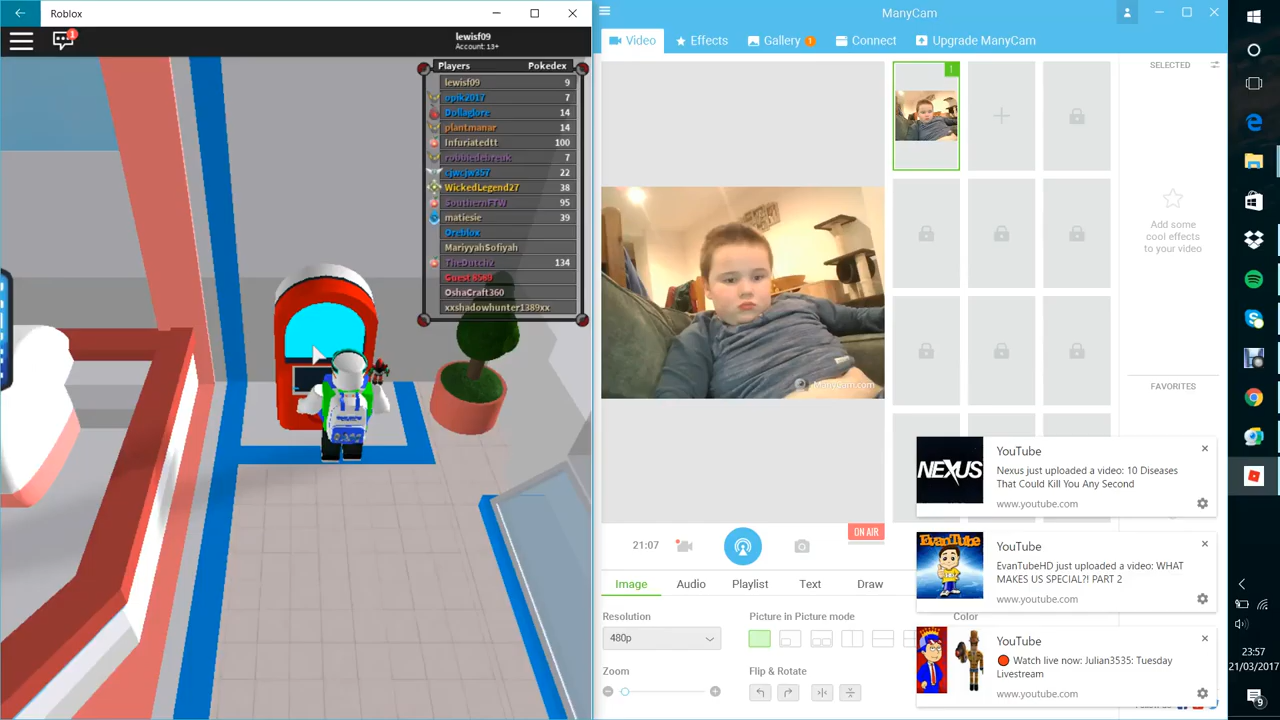 Roblox
1
lewisf09
Account: 13+
Players Pokedex
lewisf09 9
opik2017 7
Dollaglore 14
plantmanar 14
Infuriatedtt 100
robbiedebreuk 7
cjwcjw357 22
WickedLegend27 38
SouthernFTW 95
matiesie 39
Oreblox
MariyyahSofiyah
TheDutchz 134
Guest 8589
OshaCraft360
xxshadowhunter1389xx
ManyCam
Video
Effects
Gallery 1
Connect
Upgrade ManyCam
1
SELECTED
Add some
cool effects
to your video
FAVORITES
Manycam.com
ON AIR
21:07
Image
Audio
Playlist
Text
Draw
Resolution
480p
Picture in Picture mode
Color
Zoom
Flip & Rotate
NEXUS
YouTube
Nexus just uploaded a video: 10 Diseases
That Could Kill You Any Second
www.youtube.com
EvanTube
YouTube
EvanTubeHD just uploaded a video: WHAT
MAKES US SPECIAL?! PART 2
www.youtube.com
YouTube
🔴 Watch live now: Julian3535: Tuesday
Livestream
www.youtube.com
23:57
21/03/2017
9